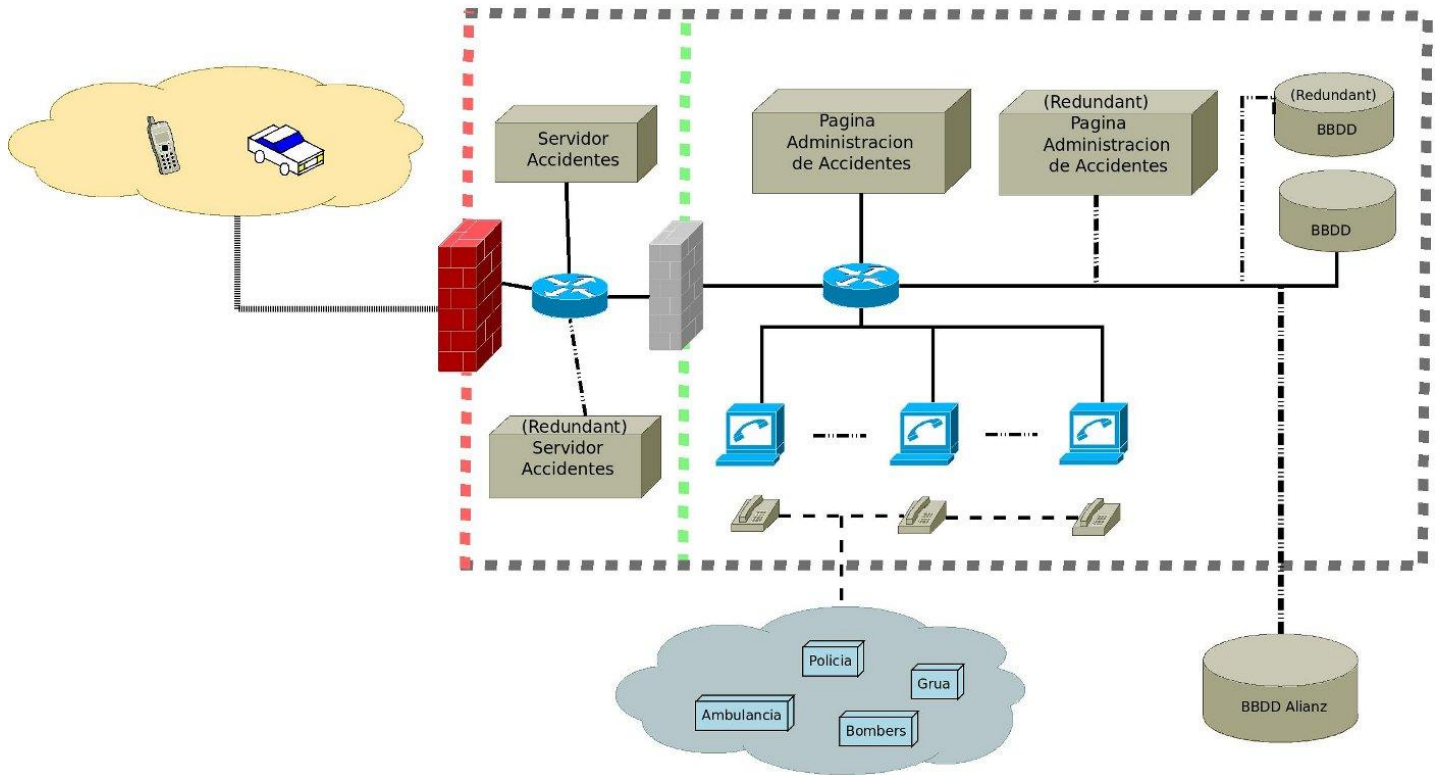 Servidor
Accidentes
Pagina
Administracion
de Accidentes
(Redundant)
Pagina
Administracion
de Accidentes
(Redundant)
BBDD
BBDD
(Redundant)
Servidor
Accidentes
Policia
Grua
Ambulancia
Bombers
BBDD Alianz